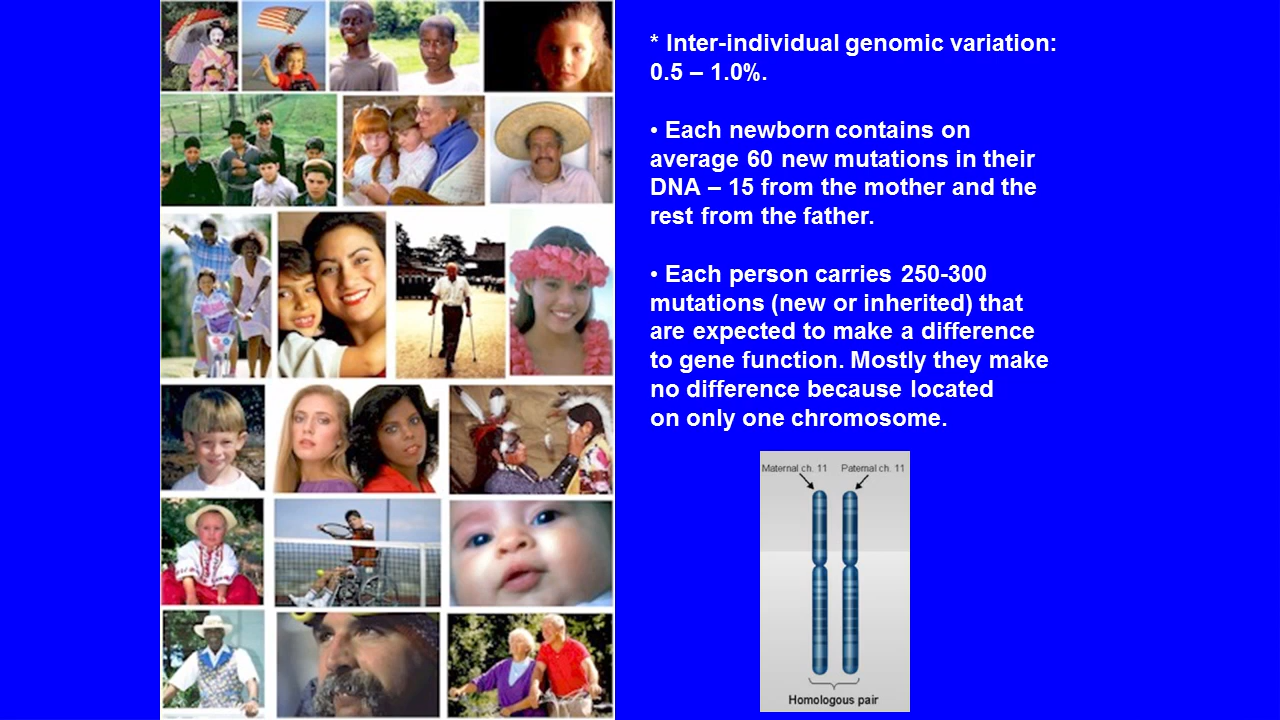 * Inter-individual genomic variation:
0.5 – 1.0%.
• Each newborn contains on
average 60 new mutations in their
DNA – 15 from the mother and the
rest from the father.
• Each person carries 250-300
mutations (new or inherited) that
are expected to make a difference
to gene function. Mostly they make
no difference because located
on only one chromosome.
Maternal ch. 11 Paternal ch. 11
Homologous pair